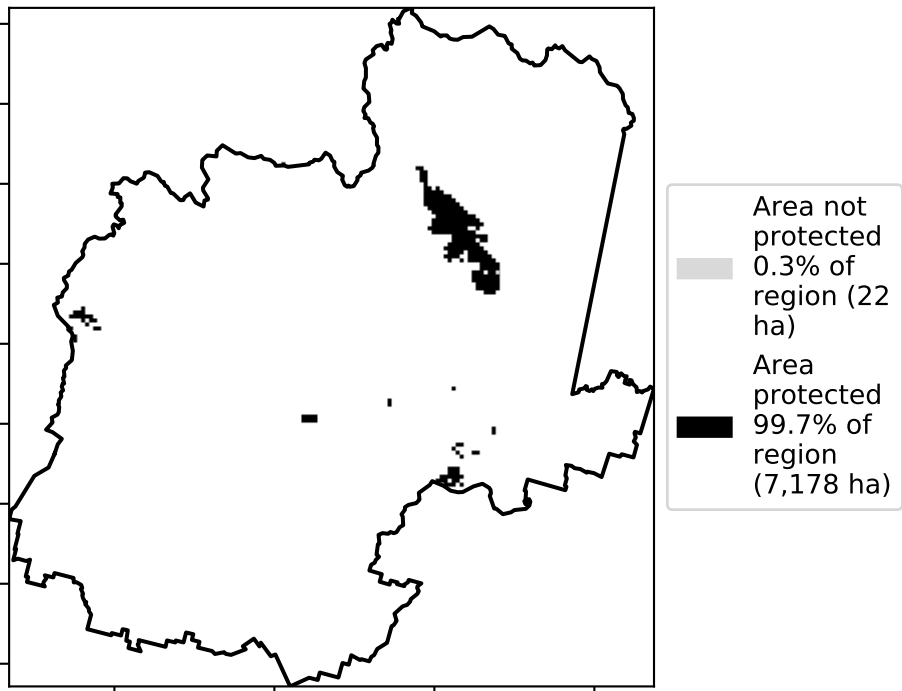 Area not
protected
0.3% of
region (22
ha)
Area
protected
99.7% of
region
(7,178 ha)